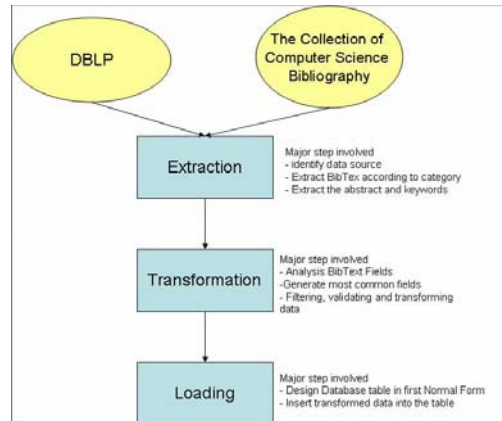 DBLP
The Collection of
Computer Science
Bibliography
Extraction
Major step involved
- identify data source
- Extract BibTex according to category
- Extract the abstract and keywords
Transformation
Major step involved
- Analysis BibText Fields
-Generate most common fields
- Filtering, validating and transforming
data
Loading
Major step involved
- Design Database table in first Normal Form
- Insert transformed data into the table